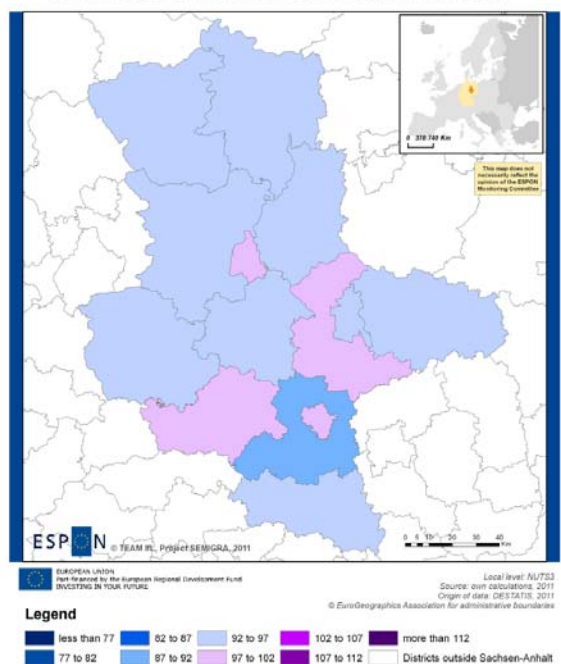 0 378.740 Km
This map does not
necessarily reflect the
opinion of the ESPON
Monitoring Committee
ESPON
© TEAM IfL, Project SEMIGRA, 2011
EUROPEAN UNION
Part-financed by the European Regional Development Fund
INVESTING IN YOUR FUTURE
Local level: NUTS3
Source: own calculations, 2011
Origin of data: DESTATIS, 2011
© EuroGeographics Association for administrative boundaries
Legend
less than 77
82 to 87
92 to 97
102 to 107
more than 112
77 to 82
87 to 92
97 to 102
107 to 112
Districts outside Sachsen-Anhalt